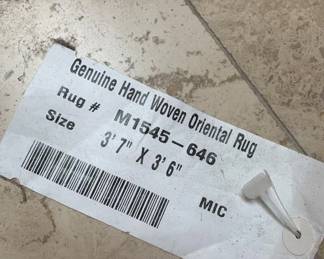 Genuine Hand Woven Oriental Rug
Rug # M1545-646
Size 3' 7" X 3' 6"
MIC